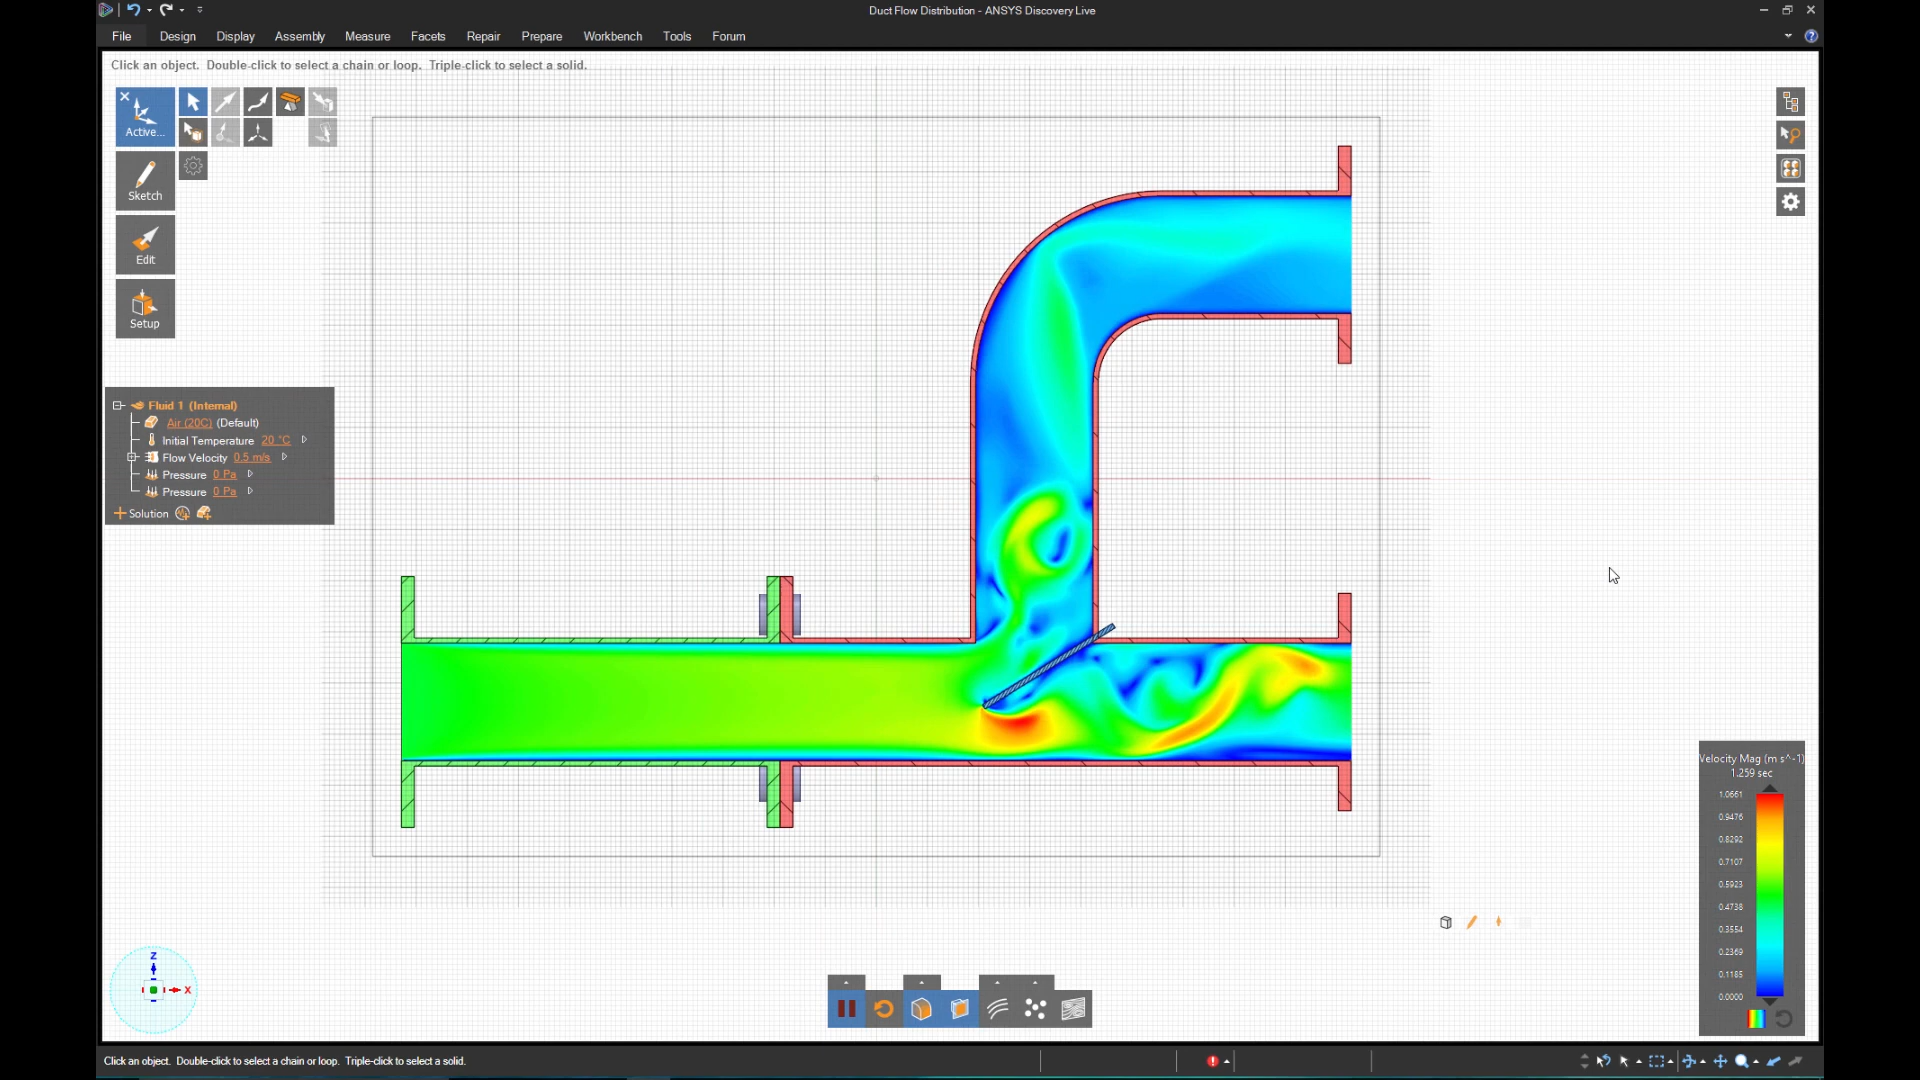 Duct Flow Distribution - ANSYS Discovery Live
File Design Display Assembly Measure Facets Repair Prepare Workbench Tools Forum
Click an object. Double-click to select a chain or loop. Triple-click to select a solid.
Active...
Sketch
Edit
Setup
Fluid 1 (Internal)
Air (20C) (Default)
Initial Temperature 20 °C
Flow Velocity 0.5 m/s
Pressure 0 Pa
Pressure 0 Pa
Solution
Velocity Mag (m s^-1)
1.259 sec
1.0661
0.9476
0.8292
0.7107
0.5923
0.4738
0.3554
0.2369
0.1185
0.0000
Z
X
Click an object. Double-click to select a chain or loop. Triple-click to select a solid.